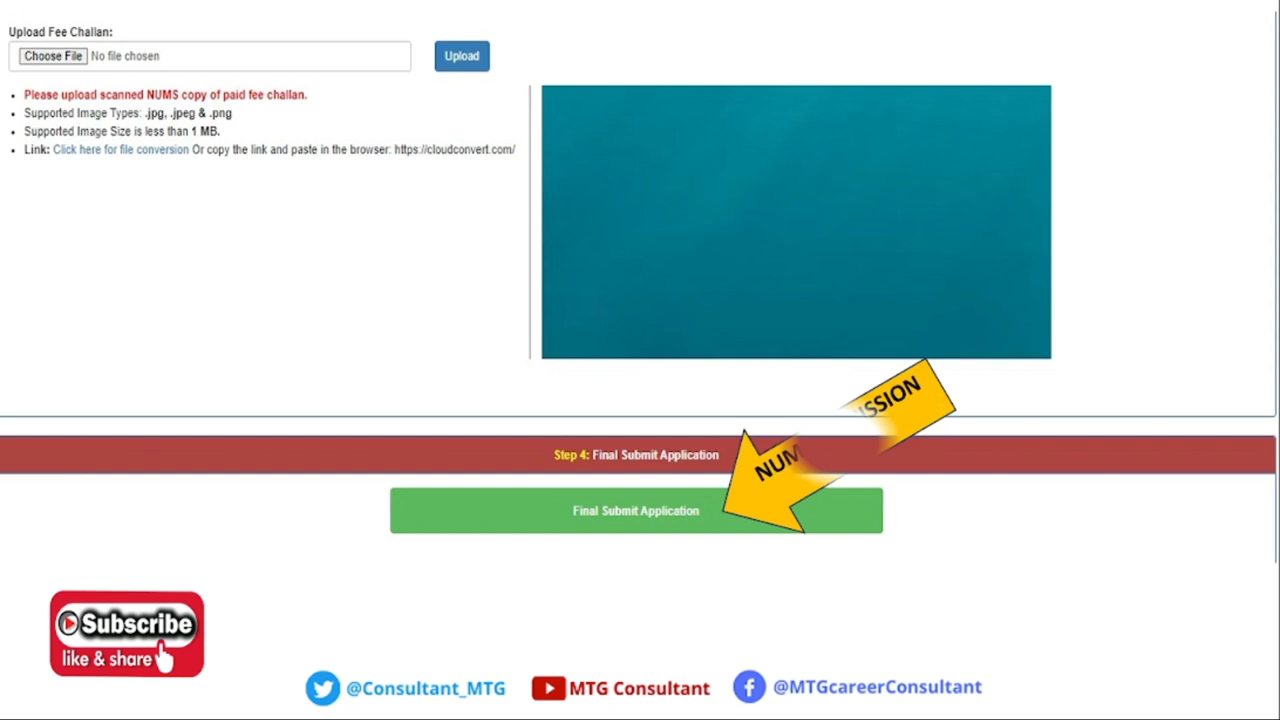 Upload Fee Challan:
Choose File No file chosen
Upload
Please upload scanned NUMS copy of paid fee challan.
Supported Image Types: .jpg, .jpeg & .png
Supported Image Size is less than 1 MB.
Link: Click here for file conversion Or copy the link and paste in the browser: https://cloudconvert.com/
Step 4: Final Submit Application
Final Submit Application
Subscribe
like & share
@Consultant_MTG
MTG Consultant
@MTGcareerConsultant